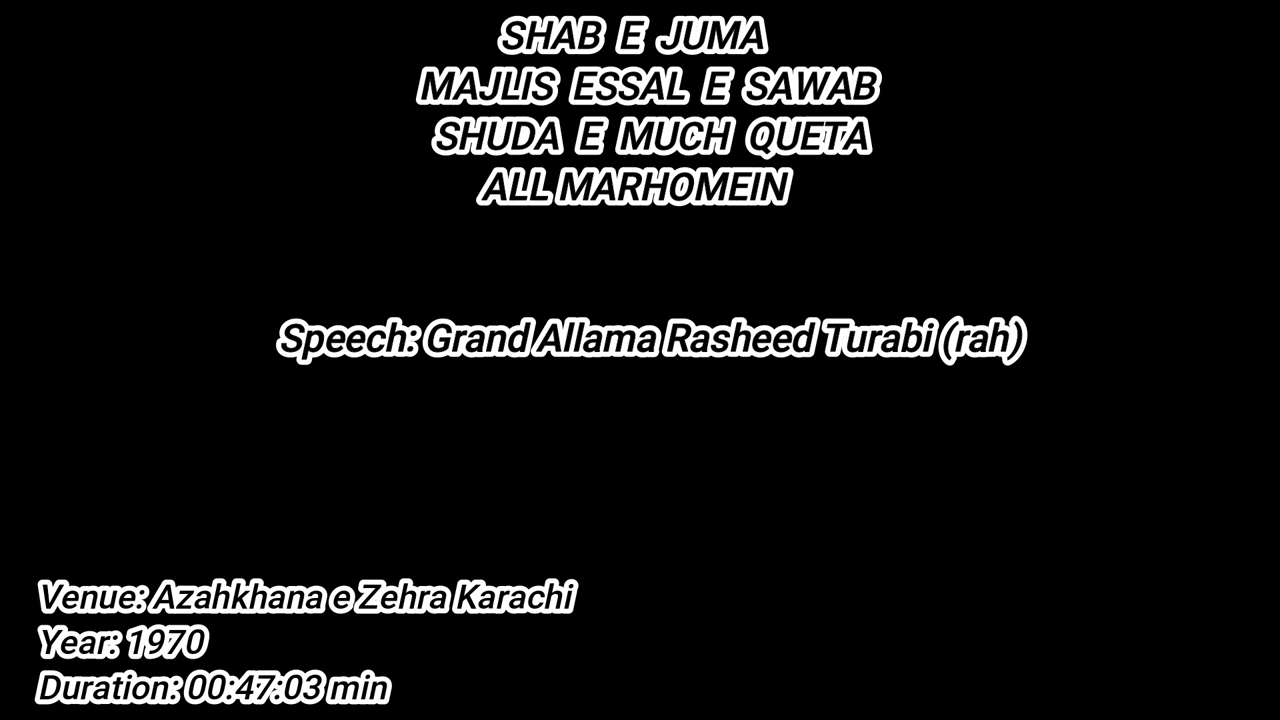 SHAB E JUMA
MAJLIS ESSAL E SAWAB
SHUDA E MUCH QUETA
ALL MARHOMEIN
Speech: Grand Allama Rasheed Turabi (rah)
Venue: Azahkhana e Zehra Karachi
Year: 1970
Duration: 00:47:03 min